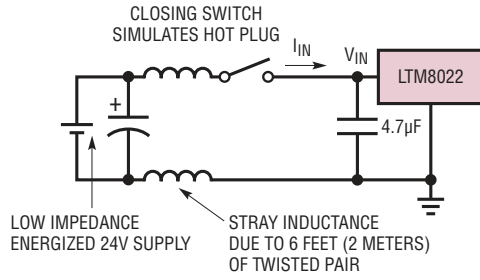 CLOSING SWITCH
SIMULATES HOT PLUG
IIN
VIN
LTM8022
+
4.7µF
LOW IMPEDANCE
ENERGIZED 24V SUPPLY
STRAY INDUCTANCE
DUE TO 6 FEET (2 METERS)
OF TWISTED PAIR